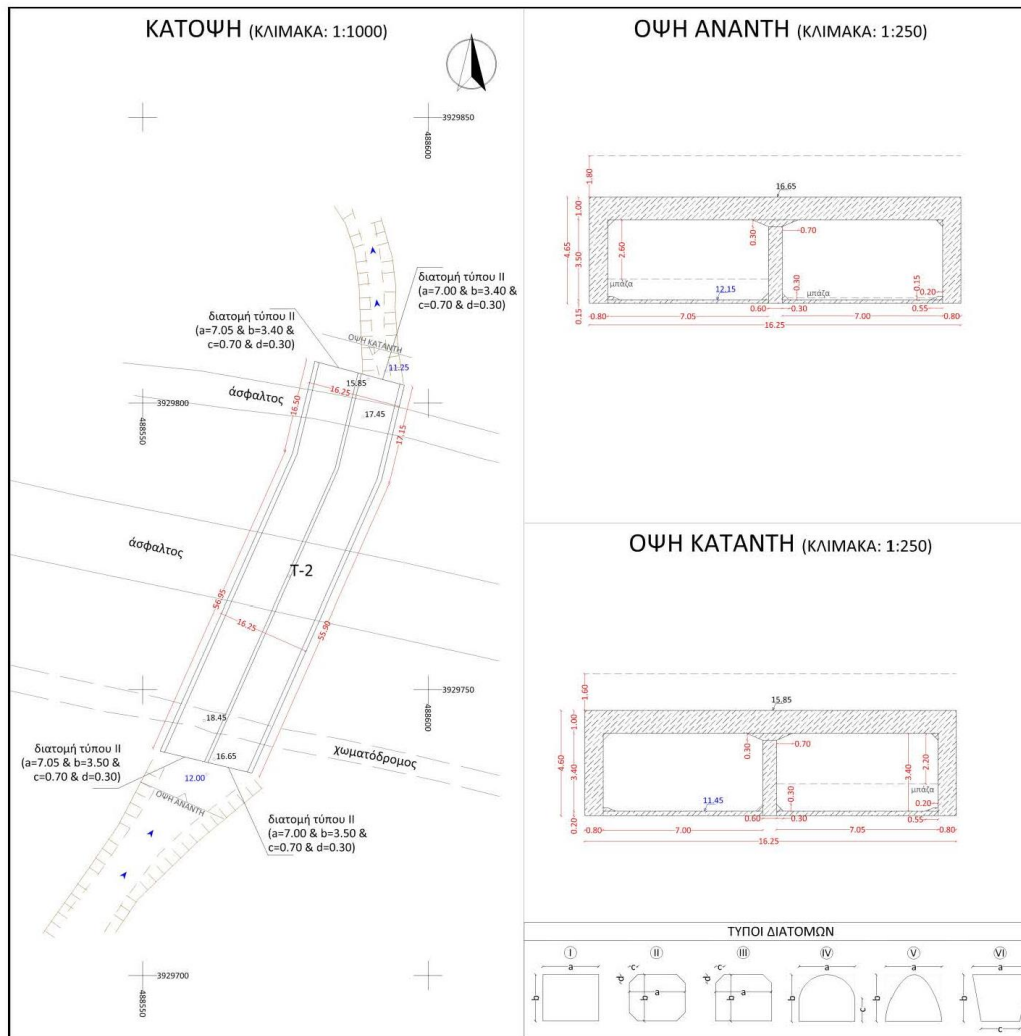 ΚΑΤΟΨΗ (ΚΛΙΜΑΚΑ: 1:1000)
3929850
488600
διατομή τύπου ΙΙ
(a=7.00 & b=3.40 &
c=0.70 & d=0.30)
διατομή τύπου ΙΙ
(a=7.05 & b=3.40 &
c=0.70 & d=0.30)
ΟΨΗ ΚΑΤΑΝΤΗ
11.25
15.85
16.25
άσφαλτος
3929800
488550
17.45
16.50
17.15
άσφαλτος
T-2
56.95
16.25
55.90
3929750
488600
18.45
16.65
χωματόδρομος
διατομή τύπου ΙΙ
(a=7.05 & b=3.50 &
c=0.70 & d=0.30)
12.00
ΟΨΗ ΑΝΑΝΤΗ
διατομή τύπου ΙΙ
(a=7.00 & b=3.50 &
c=0.70 & d=0.30)
3929700
488550
ΟΨΗ ΑΝΑΝΤΗ (ΚΛΙΜΑΚΑ: 1:250)
1.80
16.65
1.00
4.65
3.50
2.60
0.30
0.70
μπάζα
12.15
0.30
μπάζα
0.15
0.20
0.15
0.80
7.05
0.60
0.30
7.00
0.55
0.80
16.25
ΟΨΗ ΚΑΤΑΝΤΗ (ΚΛΙΜΑΚΑ: 1:250)
1.60
15.85
1.00
4.60
3.40
0.30
0.70
3.40
2.20
μπάζα
11.45
0.30
0.20
0.20
0.60
0.30
0.55
0.80
7.00
7.05
0.80
16.25
ΤΥΠΟΙ ΔΙΑΤΟΜΩΝ
I II III IV V VI
a c c a a a
b d b a d b a b c b b c